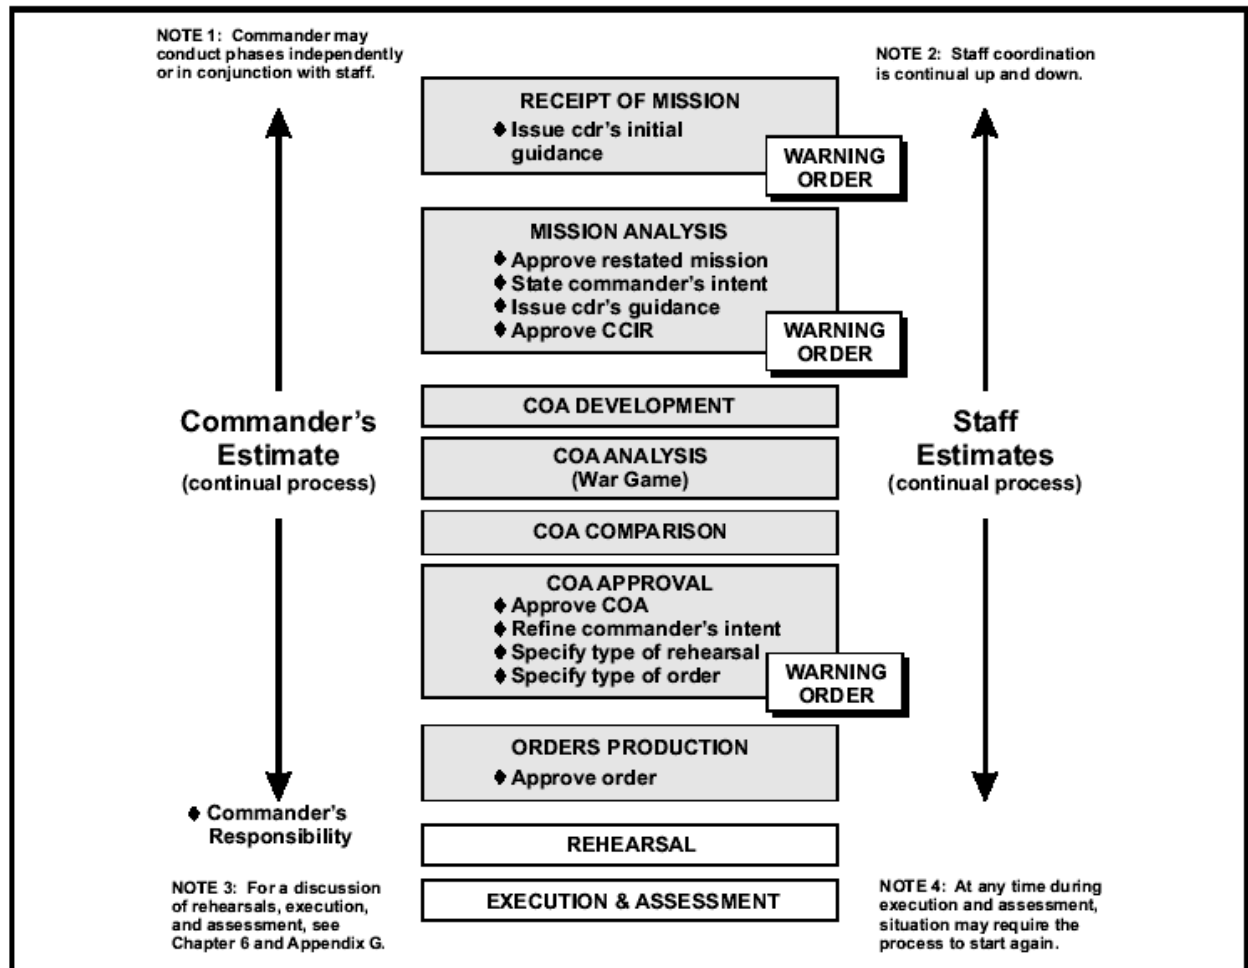 NOTE 1: Commander may
conduct phases independently
or in conjunction with staff.
NOTE 2: Staff coordination
is continual up and down.
RECEIPT OF MISSION
♦ Issue cdr's initial
guidance
WARNING
ORDER
MISSION ANALYSIS
♦ Approve restated mission
♦ State commander's intent
♦ Issue cdr's guidance
♦ Approve CCIR
WARNING
ORDER
COA DEVELOPMENT
Commander's
Estimate
(continual process)
COA ANALYSIS
(War Game)
Staff
Estimates
(continual process)
COA COMPARISON
COA APPROVAL
♦ Approve COA
♦ Refine commander's intent
♦ Specify type of rehearsal
♦ Specify type of order
WARNING
ORDER
ORDERS PRODUCTION
♦ Approve order
♦ Commander's
Responsibility
REHEARSAL
EXECUTION & ASSESSMENT
NOTE 3: For a discussion
of rehearsals, execution,
and assessment, see
Chapter 6 and Appendix G.
NOTE 4: At any time during
execution and assessment,
situation may require the
process to start again.